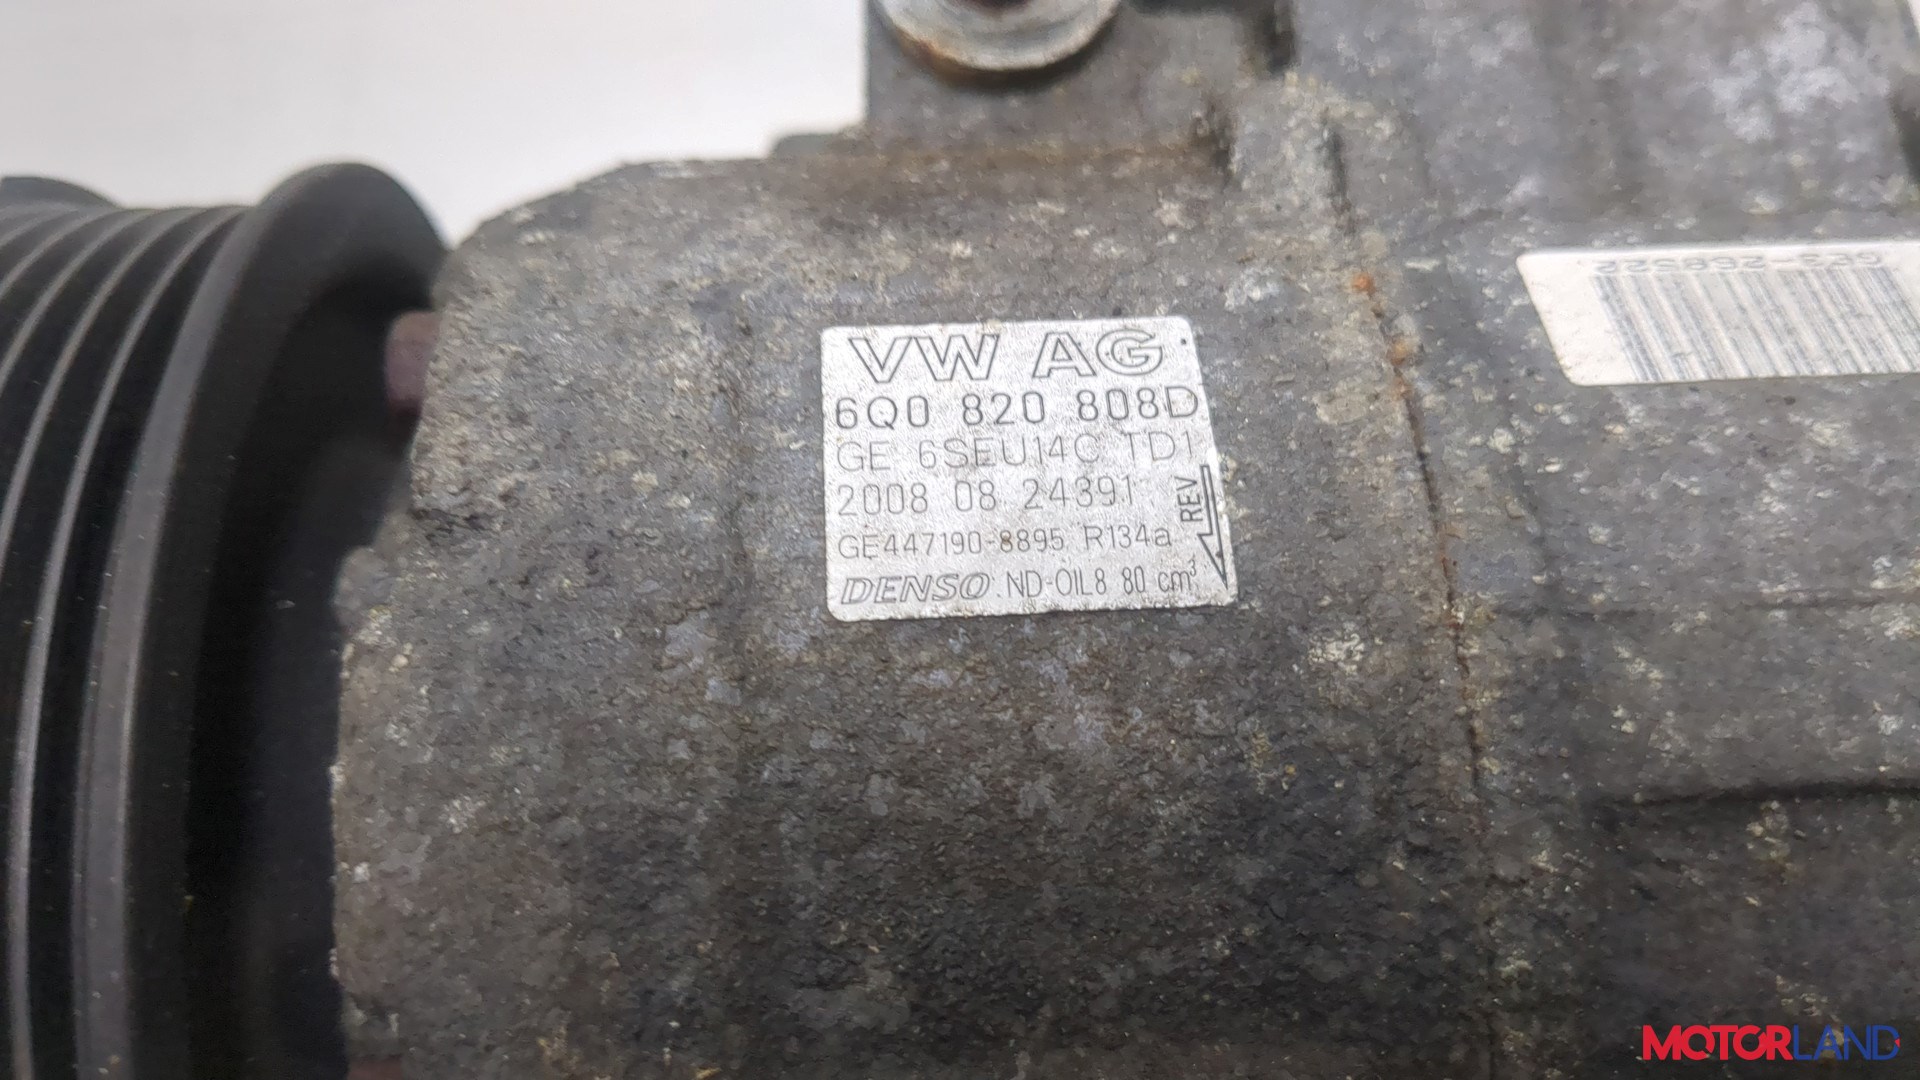 VW AG
6Q0 820 808D
GE 6SEU14C TD1
2008 08 24391
GE447190-8895 R134a
DENSO ND-OIL8 80 cm³
REV
MOTORLAND